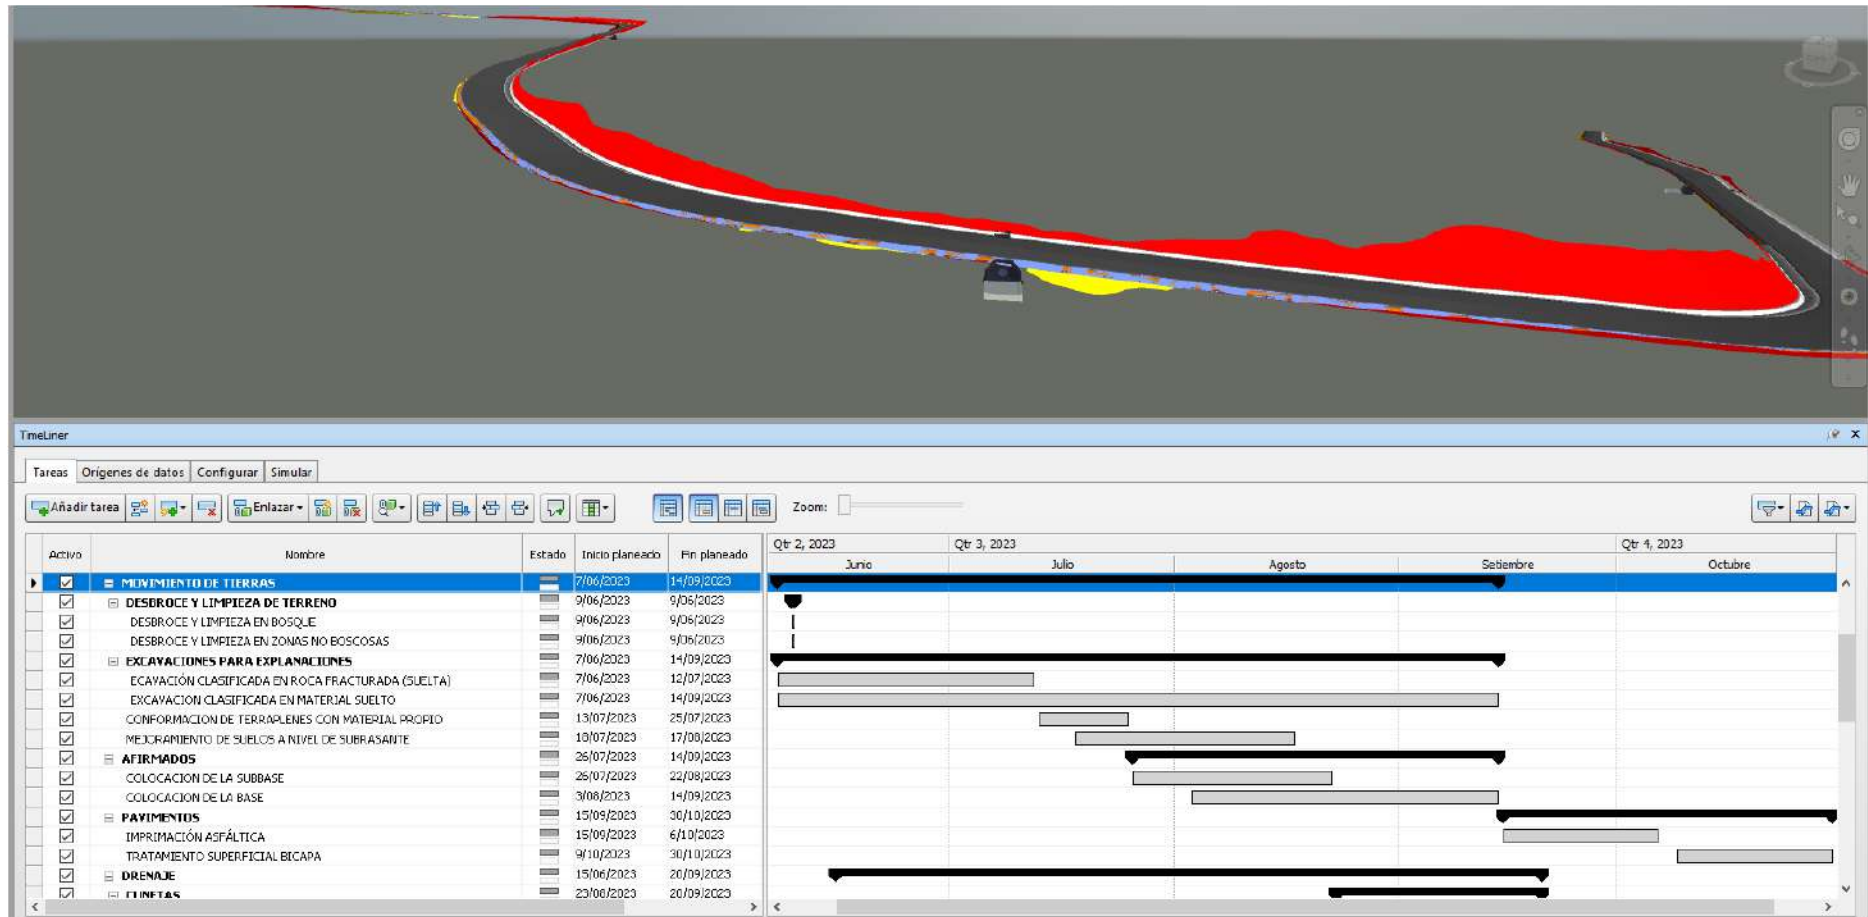 TimeLiner
Tareas Orígenes de datos Configurar Simular
Añadir tarea Enlazar Zoom:
Activo Nombre Estado Inicio planeado Fin planeado Qtr 2, 2023 Qtr 3, 2023 Qtr 4, 2023
Junio Julio Agosto Setiembre Octubre
MOVIMIENTO DE TIERRAS 7/06/2023 14/09/2023
DESBROCE Y LIMPIEZA DE TERRENO 9/06/2023 9/06/2023
DESBROCE Y LIMPIEZA EN BOSQUE 9/06/2023 9/06/2023
DESBROCE Y LIMPIEZA EN ZONAS NO BOSCOSAS 9/06/2023 9/06/2023
EXCAVACIONES PARA EXPLANACIONES 7/06/2023 14/09/2023
ECAVACIÓN CLASIFICADA EN ROCA FRACTURADA (SUELTA) 7/06/2023 12/07/2023
EXCAVACION CLASIFICADA EN MATERIAL SUELTO 7/06/2023 14/09/2023
CONFORMACION DE TERRAPLENES CON MATERIAL PROPIO 13/07/2023 25/07/2023
MEJORAMIENTO DE SUELOS A NIVEL DE SUBRASANTE 18/07/2023 17/08/2023
AFIRMADOS 26/07/2023 14/09/2023
COLOCACION DE LA SUBBASE 26/07/2023 22/08/2023
COLOCACION DE LA BASE 3/08/2023 14/09/2023
PAVIMENTOS 15/09/2023 30/10/2023
IMPRIMACIÓN ASFÁLTICA 15/09/2023 6/10/2023
TRATAMIENTO SUPERFICIAL BICAPA 9/10/2023 30/10/2023
DRENAJE 15/06/2023 20/09/2023
CUNETAS 23/08/2023 20/09/2023